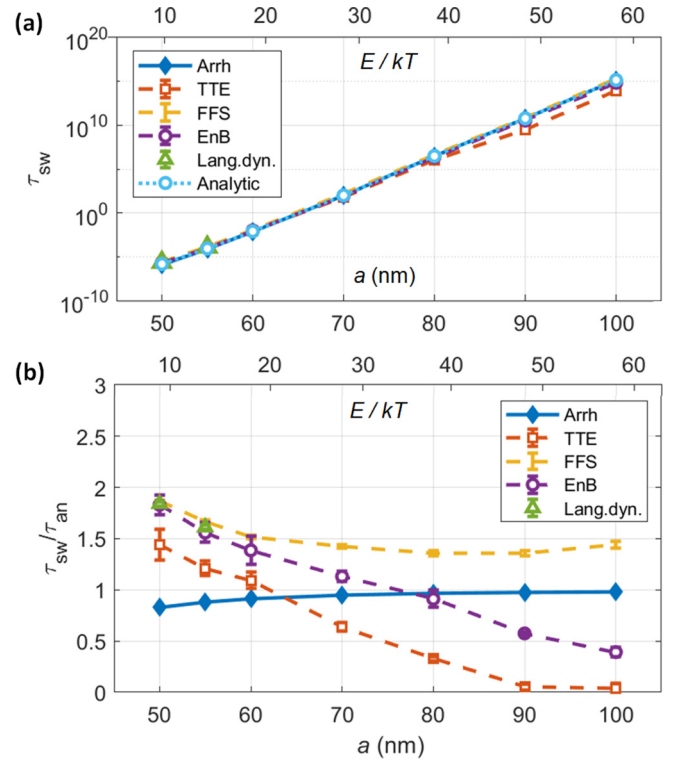 (a)
10 20 30 40 50 60
E / kT
10^20
10^10
10^0
10^-10
τ_sw
Arrh
TTE
FFS
EnB
Lang.dyn.
Analytic
a (nm)
50 60 70 80 90 100
(b)
10 20 30 40 50 60
E / kT
3
2.5
2
1.5
1
0.5
0
τ_sw/τ_an
Arrh
TTE
FFS
EnB
Lang.dyn.
50 60 70 80 90 100
a (nm)